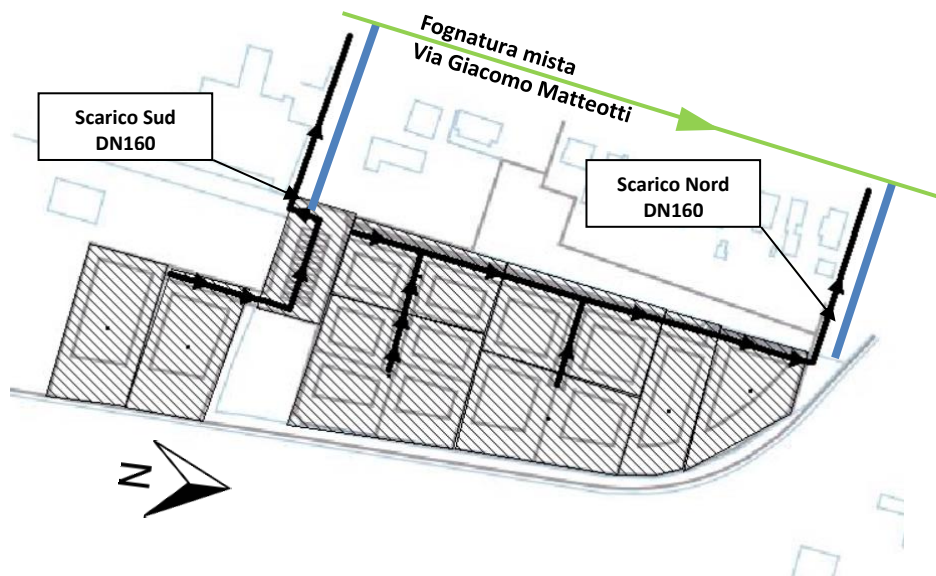 Fognatura mista
Via Giacomo Matteotti
Scarico Sud
DN160
Scarico Nord
DN160
N